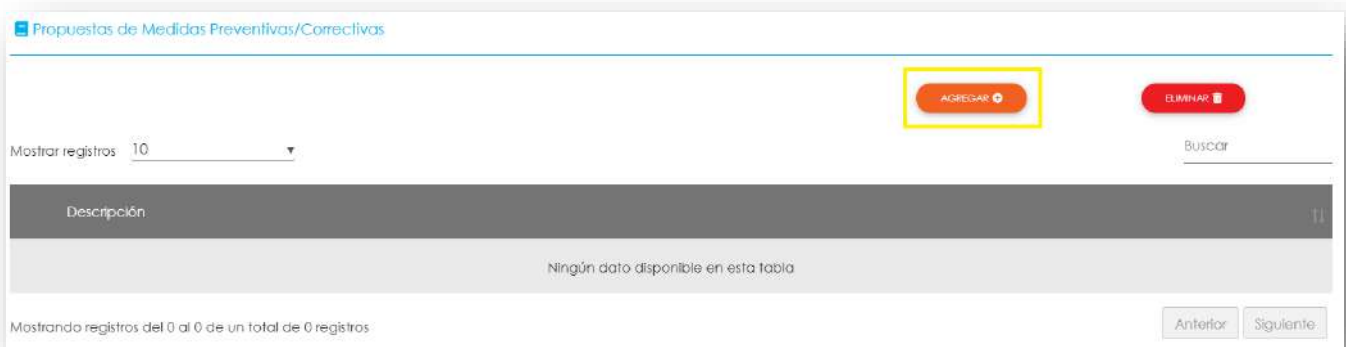 Propuestas de Medidas Preventivas/Correctivas
AGREGAR
ELIMINAR
Mostrar registros 10
Buscar
Descripción
Ningún dato disponible en esta tabla
Mostrando registros del 0 al 0 de un total de 0 registros
Anterior
Siguiente